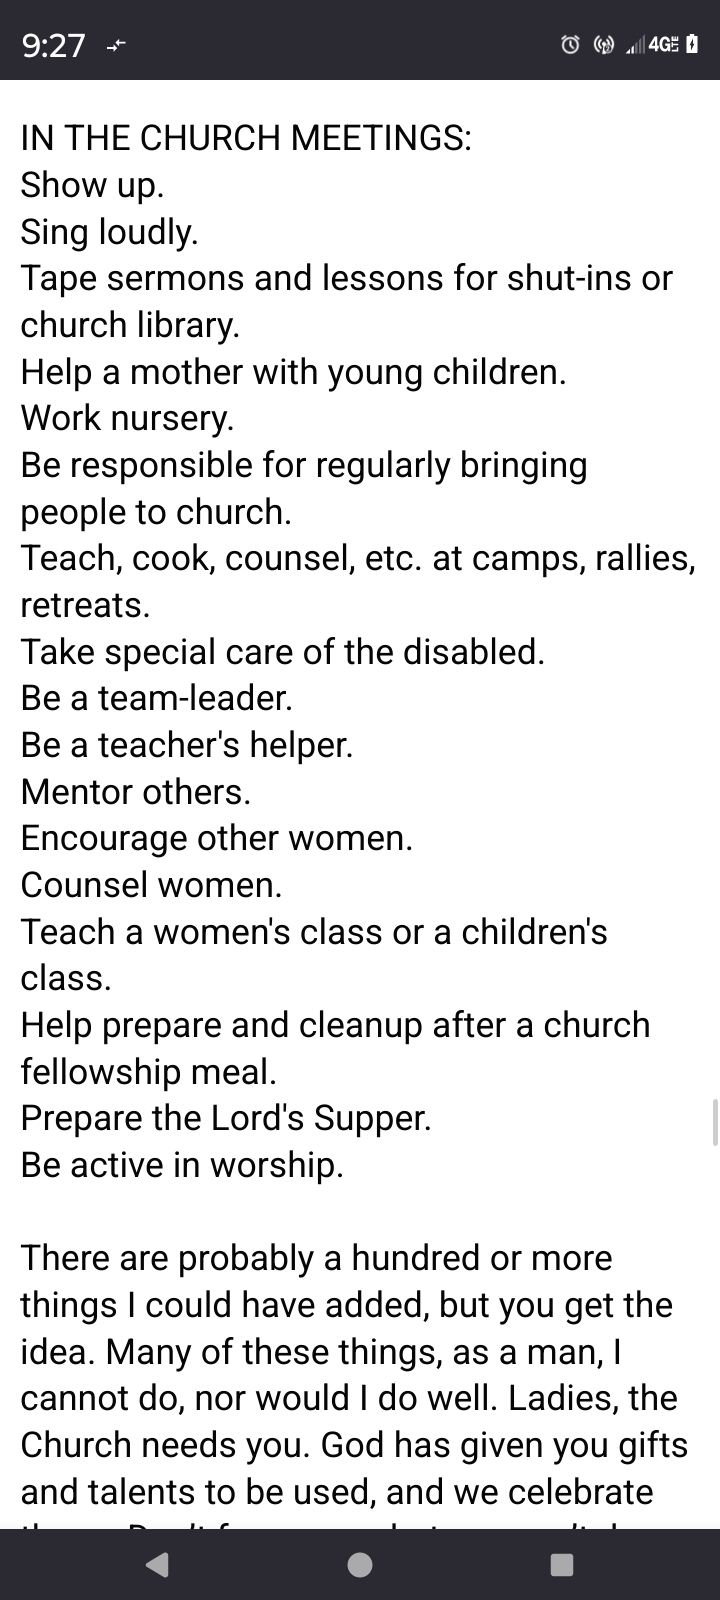 9:27
4G LTE
IN THE CHURCH MEETINGS:
Show up.
Sing loudly.
Tape sermons and lessons for shut-ins or
church library.
Help a mother with young children.
Work nursery.
Be responsible for regularly bringing
people to church.
Teach, cook, counsel, etc. at camps, rallies,
retreats.
Take special care of the disabled.
Be a team-leader.
Be a teacher's helper.
Mentor others.
Encourage other women.
Counsel women.
Teach a women's class or a children's
class.
Help prepare and cleanup after a church
fellowship meal.
Prepare the Lord's Supper.
Be active in worship.
There are probably a hundred or more
things I could have added, but you get the
idea. Many of these things, as a man, I
cannot do, nor would I do well. Ladies, the
Church needs you. God has given you gifts
and talents to be used, and we celebrate